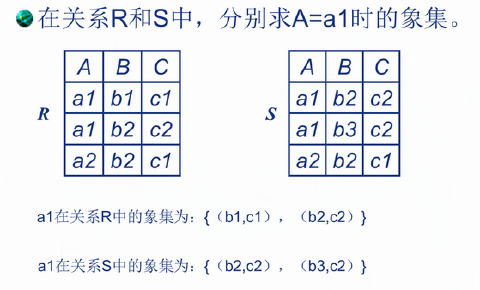 在关系R和S中，分别求A=a1时的象集。
R
A B C
a1 b1 c1
a1 b2 c2
a2 b2 c1
S
A B C
a1 b2 c2
a1 b3 c2
a2 b2 c1
a1在关系R中的象集为：{（b1,c1），（b2,c2）}
a1在关系S中的象集为：{（b2,c2），（b3,c2）}